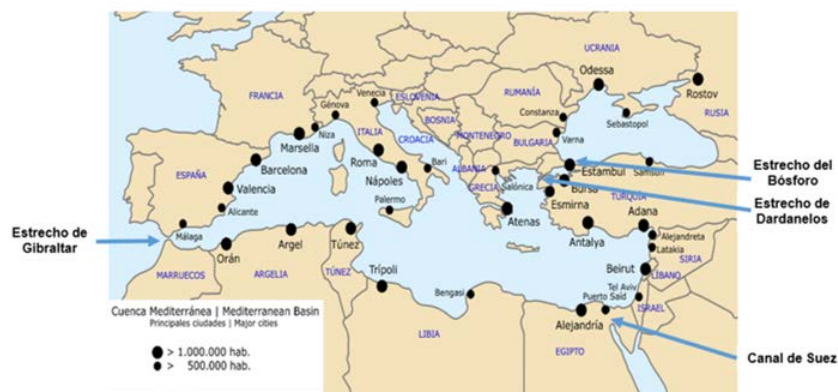 UCRANIA
Odessa
Rostov
FRANCIA
Venecia
ESLOVENIA
RUMANÍA
Génova
BOSNIA
Constanza
Sebastopol
RUSIA
Niza
ITALIA
CROACIA
MONTENEGRO
BULGARIA
Varna
Marsella
Roma
Bari
ALBANIA
Estambul
Samsun
Estrecho del
Bósforo
Barcelona
Nápoles
GRECIA
Salónica
Bursa
TURQUIA
Estrecho de
Dardanelos
ESPAÑA
Valencia
Alicante
Palermo
Atenas
Esmirna
Adana
Estrecho de
Gibraltar
Málaga
Orán
Argel
Túnez
Antalya
Alejandreta
Latakia
SIRIA
MARRUECOS
ARGELIA
TÚNEZ
Trípoli
Bengasi
Beirut
LÍBANO
Tel Aviv
Puerto Saíd
ISRAEL
Cuenca Mediterránea | Mediterranean Basin
Principales ciudades | Major cities
> 1.000.000 hab.
> 500.000 hab.
LIBIA
Alejandría
EGIPTO
Canal de Suez